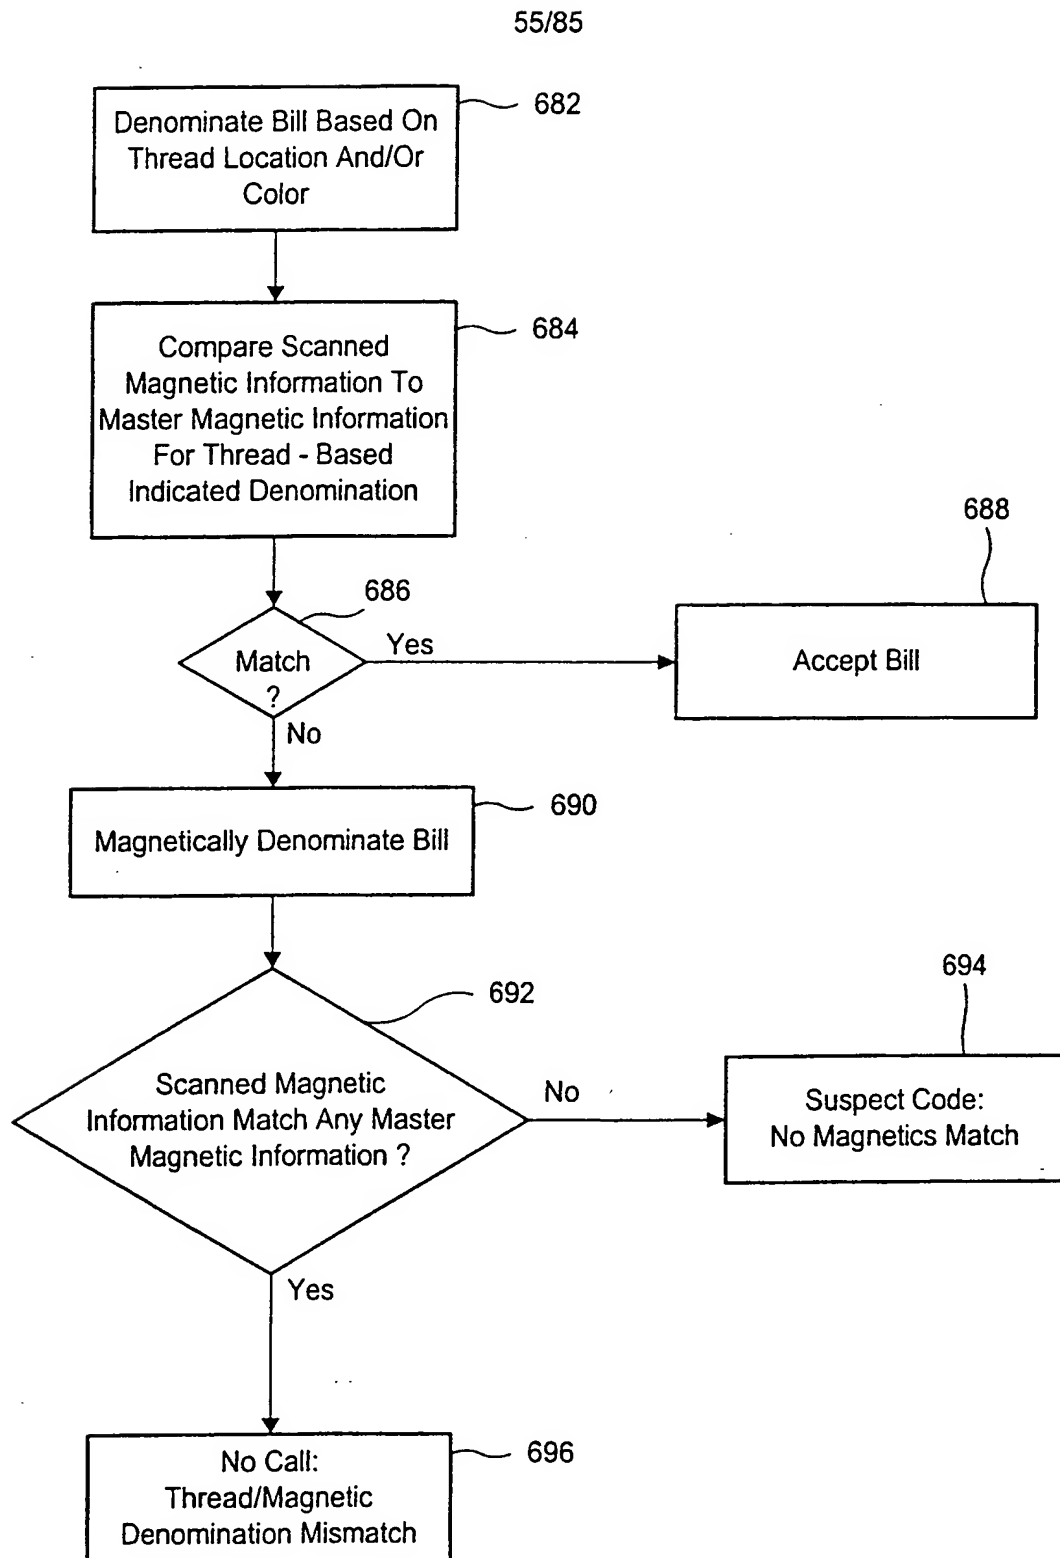 55/85
Denominate Bill Based On
Thread Location And/Or
Color
682
Compare Scanned
Magnetic Information To
Master Magnetic Information
For Thread - Based
Indicated Denomination
684
686
Match
?
Yes
688
Accept Bill
No
Magnetically Denominate Bill
690
692
Scanned Magnetic
Information Match Any Master
Magnetic Information ?
No
694
Suspect Code:
No Magnetics Match
Yes
No Call:
Thread/Magnetic
Denomination Mismatch
696